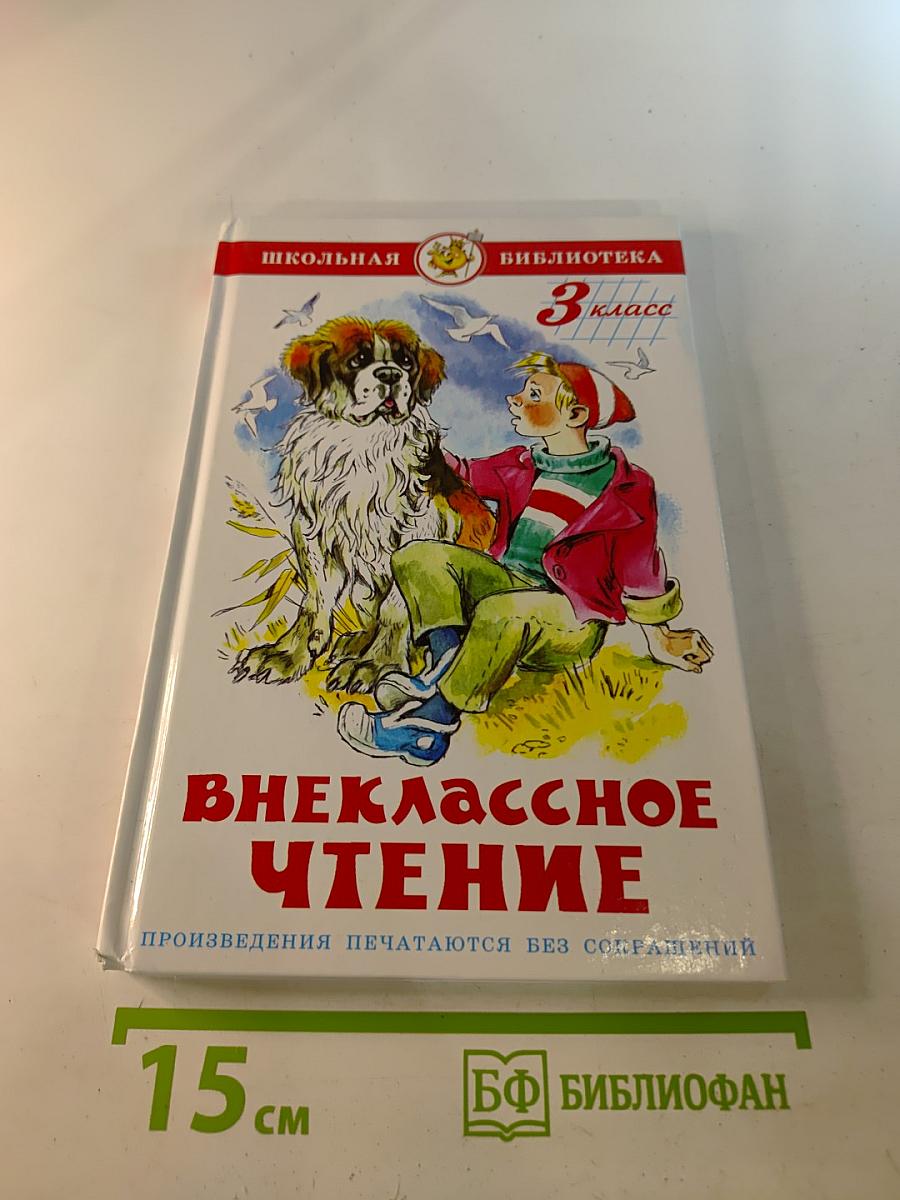 ШКОЛЬНАЯ БИБЛИОТЕКА
3 класс
ВНЕКЛАССНОЕ
ЧТЕНИЕ
ПРОИЗВЕДЕНИЯ ПЕЧАТАЮТСЯ БЕЗ СОКРАЩЕНИЙ
15 см
БФ БИБЛИОФАН